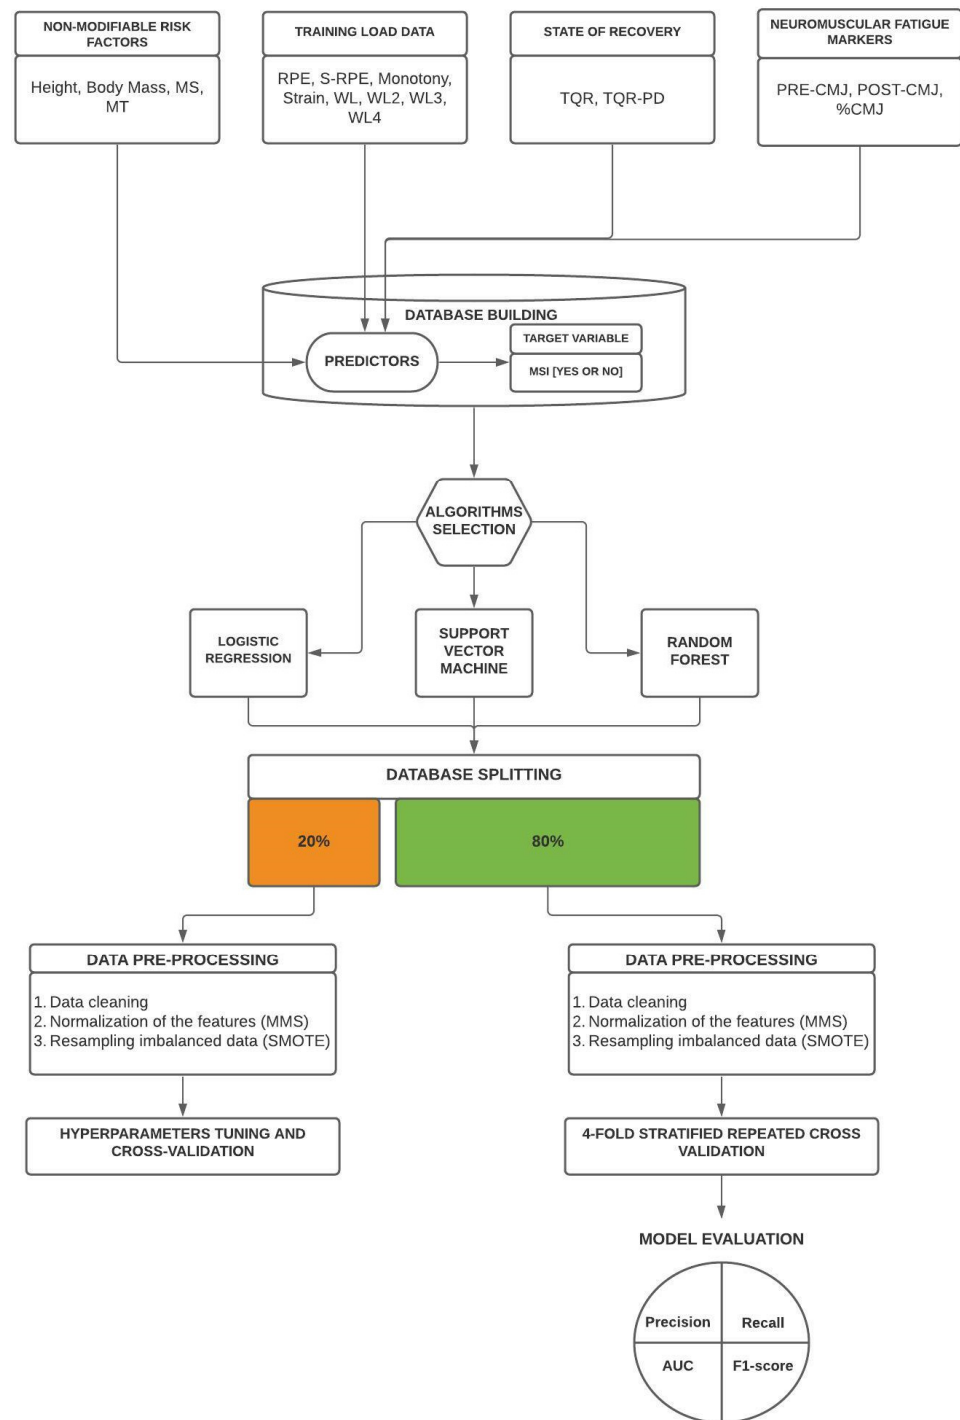 NON-MODIFIABLE RISK
FACTORS
Height, Body Mass, MS,
MT
TRAINING LOAD DATA
RPE, S-RPE, Monotony,
Strain, WL, WL2, WL3,
WL4
STATE OF RECOVERY
TQR, TQR-PD
NEUROMUSCULAR FATIGUE
MARKERS
PRE-CMJ, POST-CMJ,
%CMJ
DATABASE BUILDING
PREDICTORS
TARGET VARIABLE
MSI [YES OR NO]
ALGORITHMS
SELECTION
LOGISTIC
REGRESSION
SUPPORT
VECTOR
MACHINE
RANDOM
FOREST
DATABASE SPLITTING
20%
80%
DATA PRE-PROCESSING
1. Data cleaning
2. Normalization of the features (MMS)
3. Resampling imbalanced data (SMOTE)
HYPERPARAMETERS TUNING AND
CROSS-VALIDATION
DATA PRE-PROCESSING
1. Data cleaning
2. Normalization of the features (MMS)
3. Resampling imbalanced data (SMOTE)
4-FOLD STRATIFIED REPEATED CROSS
VALIDATION
MODEL EVALUATION
Precision
Recall
AUC
F1-score